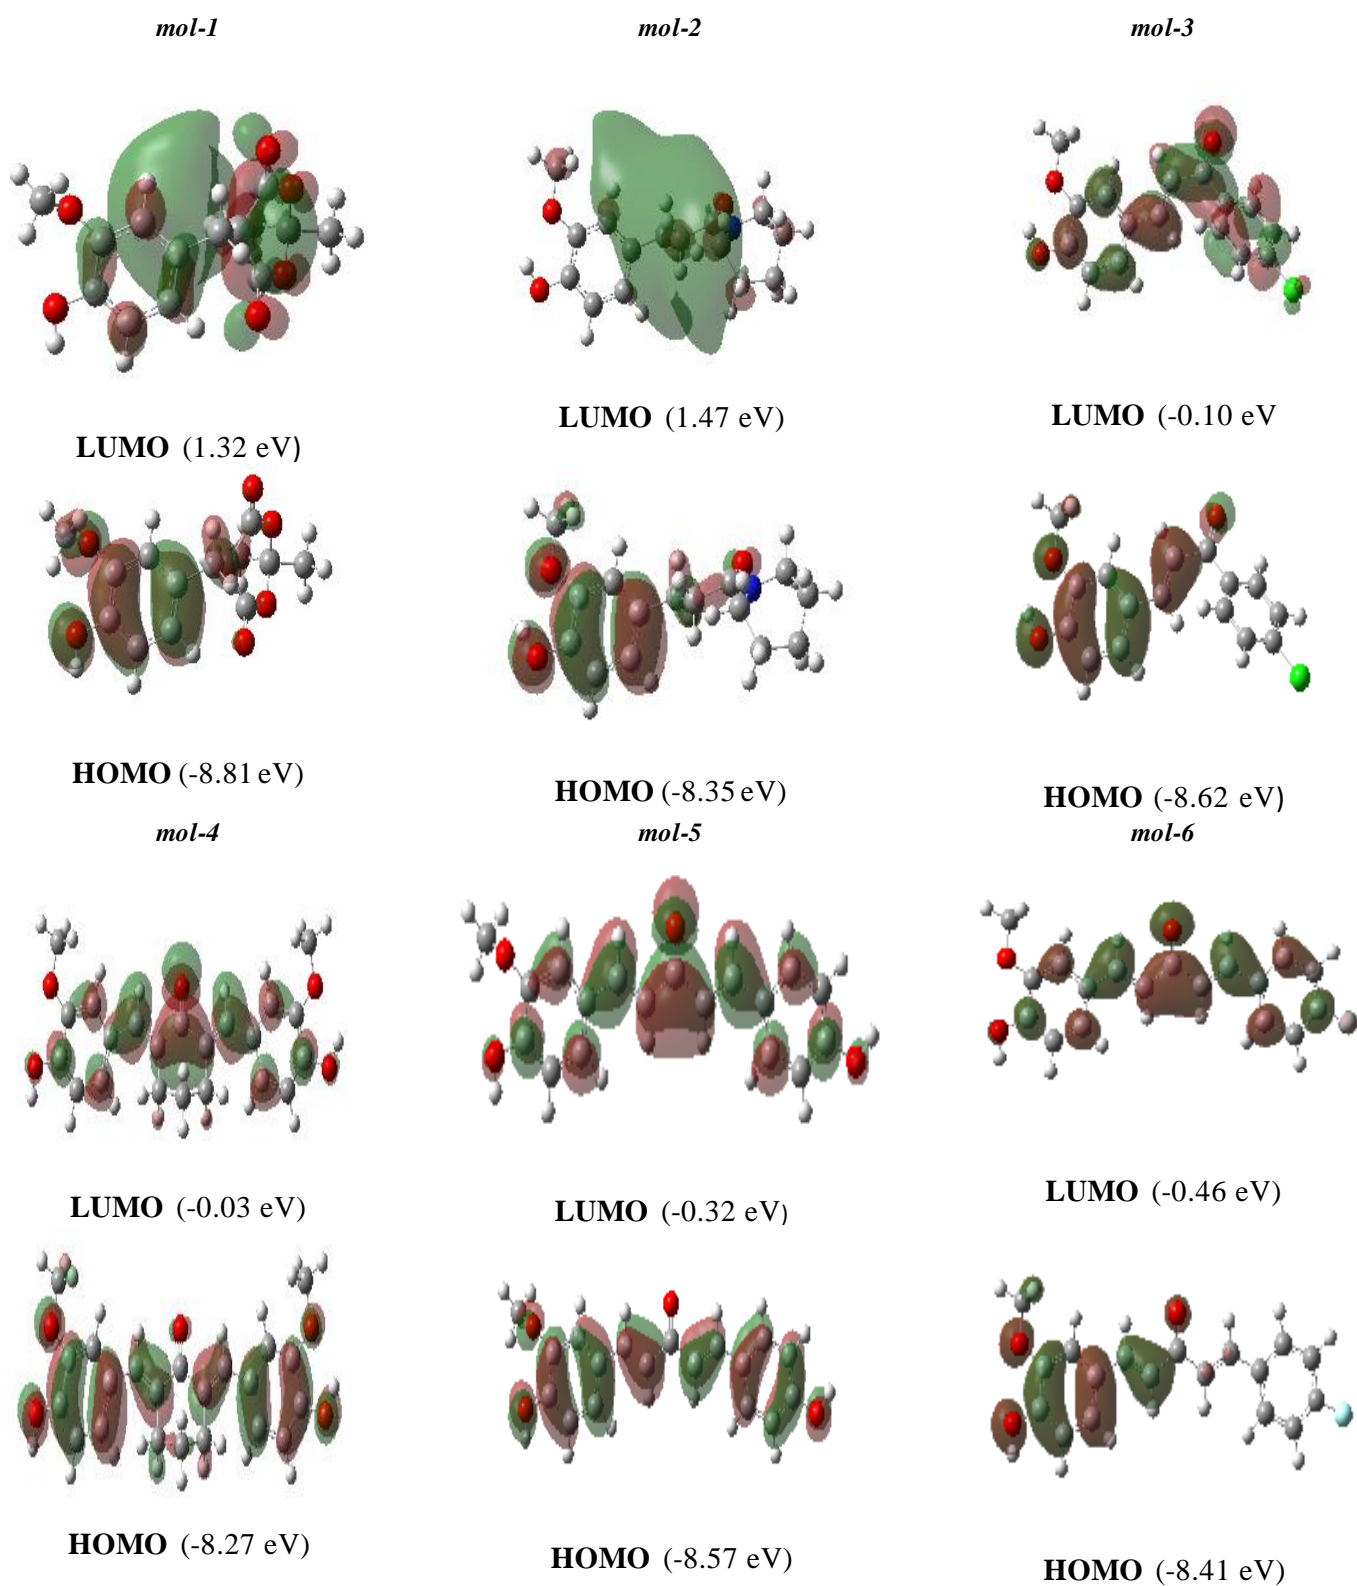 mol-1 mol-2 mol-3
LUMO (1.32 eV) LUMO (1.47 eV) LUMO (-0.10 eV
HOMO (-8.81 eV) HOMO (-8.35 eV) HOMO (-8.62 eV)
mol-4 mol-5 mol-6
LUMO (-0.03 eV) LUMO (-0.32 eV) LUMO (-0.46 eV)
HOMO (-8.27 eV) HOMO (-8.57 eV) HOMO (-8.41 eV)